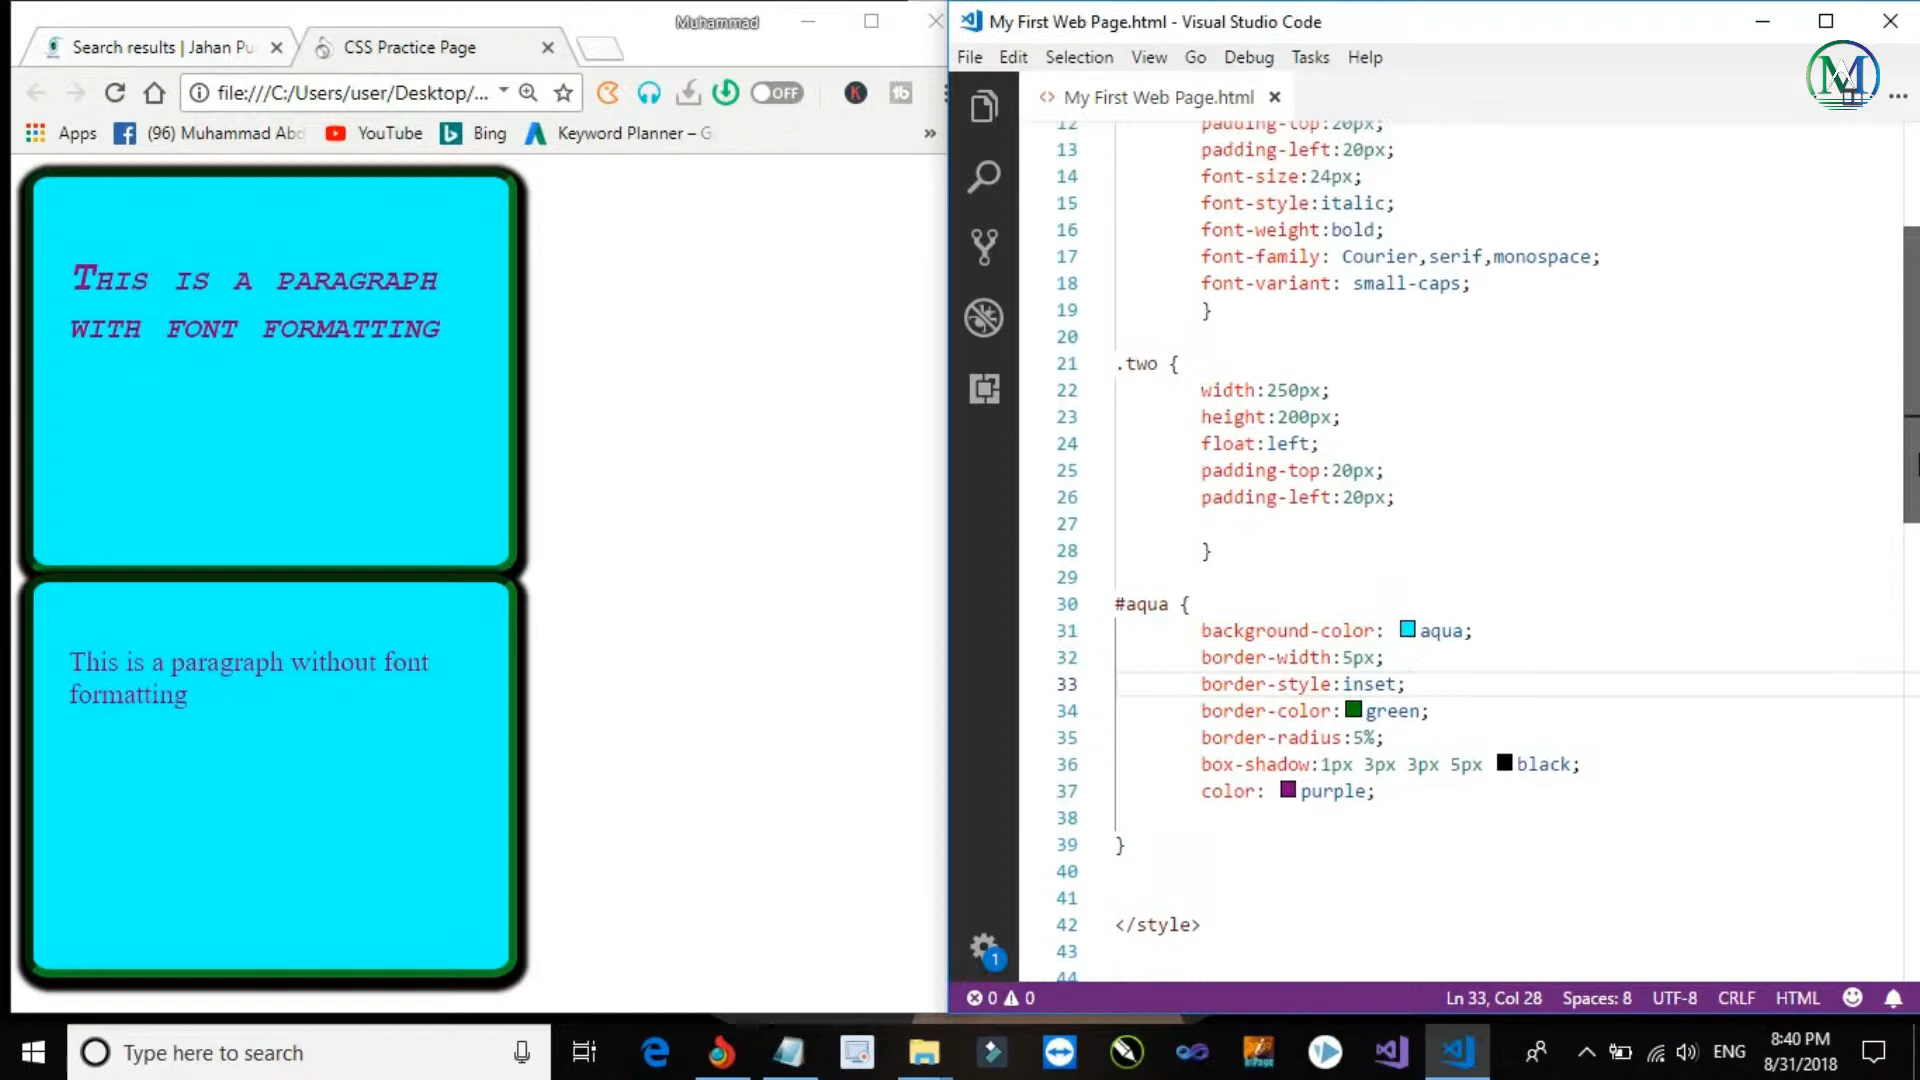 Muhammad
Search results | Jahan Pu
CSS Practice Page
file:///C:/Users/user/Desktop/...
OFF
K
Apps
(96) Muhammad Abd
YouTube
Bing
Keyword Planner – G
»
This is a paragraph
with font formatting
This is a paragraph without font
formatting
My First Web Page.html - Visual Studio Code
File Edit Selection View Go Debug Tasks Help
My First Web Page.html
12 padding-top:20px;
13 padding-left:20px;
14 font-size:24px;
15 font-style:italic;
16 font-weight:bold;
17 font-family: Courier,serif,monospace;
18 font-variant: small-caps;
19 }
20
21 .two {
22 width:250px;
23 height:200px;
24 float:left;
25 padding-top:20px;
26 padding-left:20px;
27
28 }
29
30 #aqua {
31 background-color: aqua;
32 border-width:5px;
33 border-style:inset;
34 border-color:green;
35 border-radius:5%;
36 box-shadow:1px 3px 3px 5px black;
37 color: purple;
38
39 }
40
41
42 </style>
43
44
1
0 0
Ln 33, Col 28 Spaces: 8 UTF-8 CRLF HTML
Type here to search
ENG
8:40 PM
8/31/2018